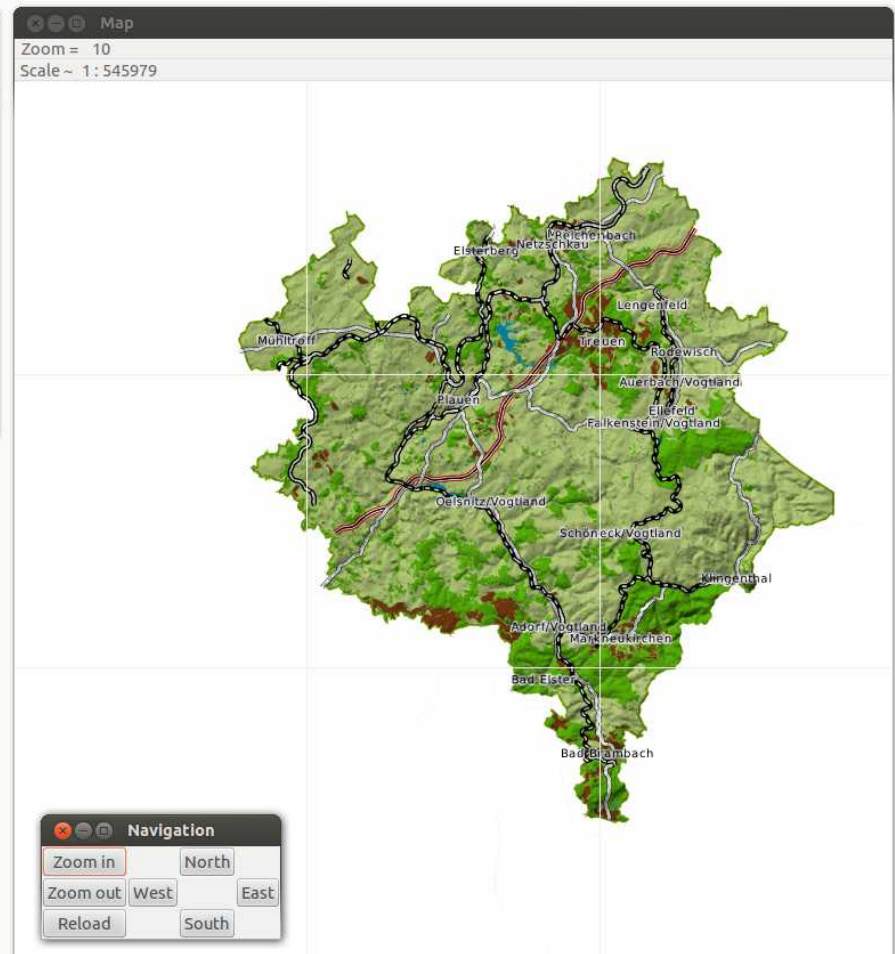 Map
Zoom = 10
Scale ~ 1 : 545979
Reichenbach
Netzschkau
Elsterberg
Lengenfeld
Mühltroff
Treuen
Rodewisch
Auerbach/Vogtland
Plauen
Ellefeld
Falkenstein/Vogtland
Oelsnitz/Vogtland
Schöneck/Vogtland
Klingenthal
Adorf/Vogtland
Markneukirchen
Bad Elster
Bad Brambach
Navigation
Zoom in North
Zoom out West East
Reload South